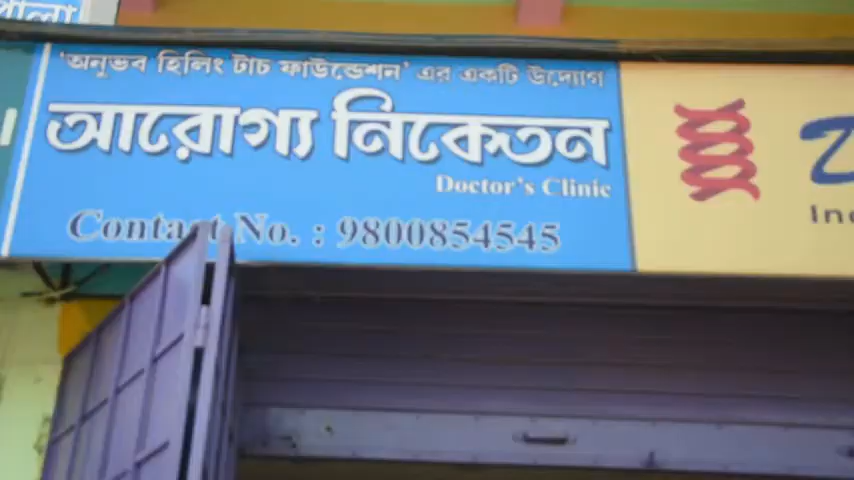 'অনুভব হিলিং টাচ ফাউন্ডেশন' এর একটি উদ্যোগ
আরোগ্য নিকেতন
Doctor's Clinic
Contact No. : 9800854545